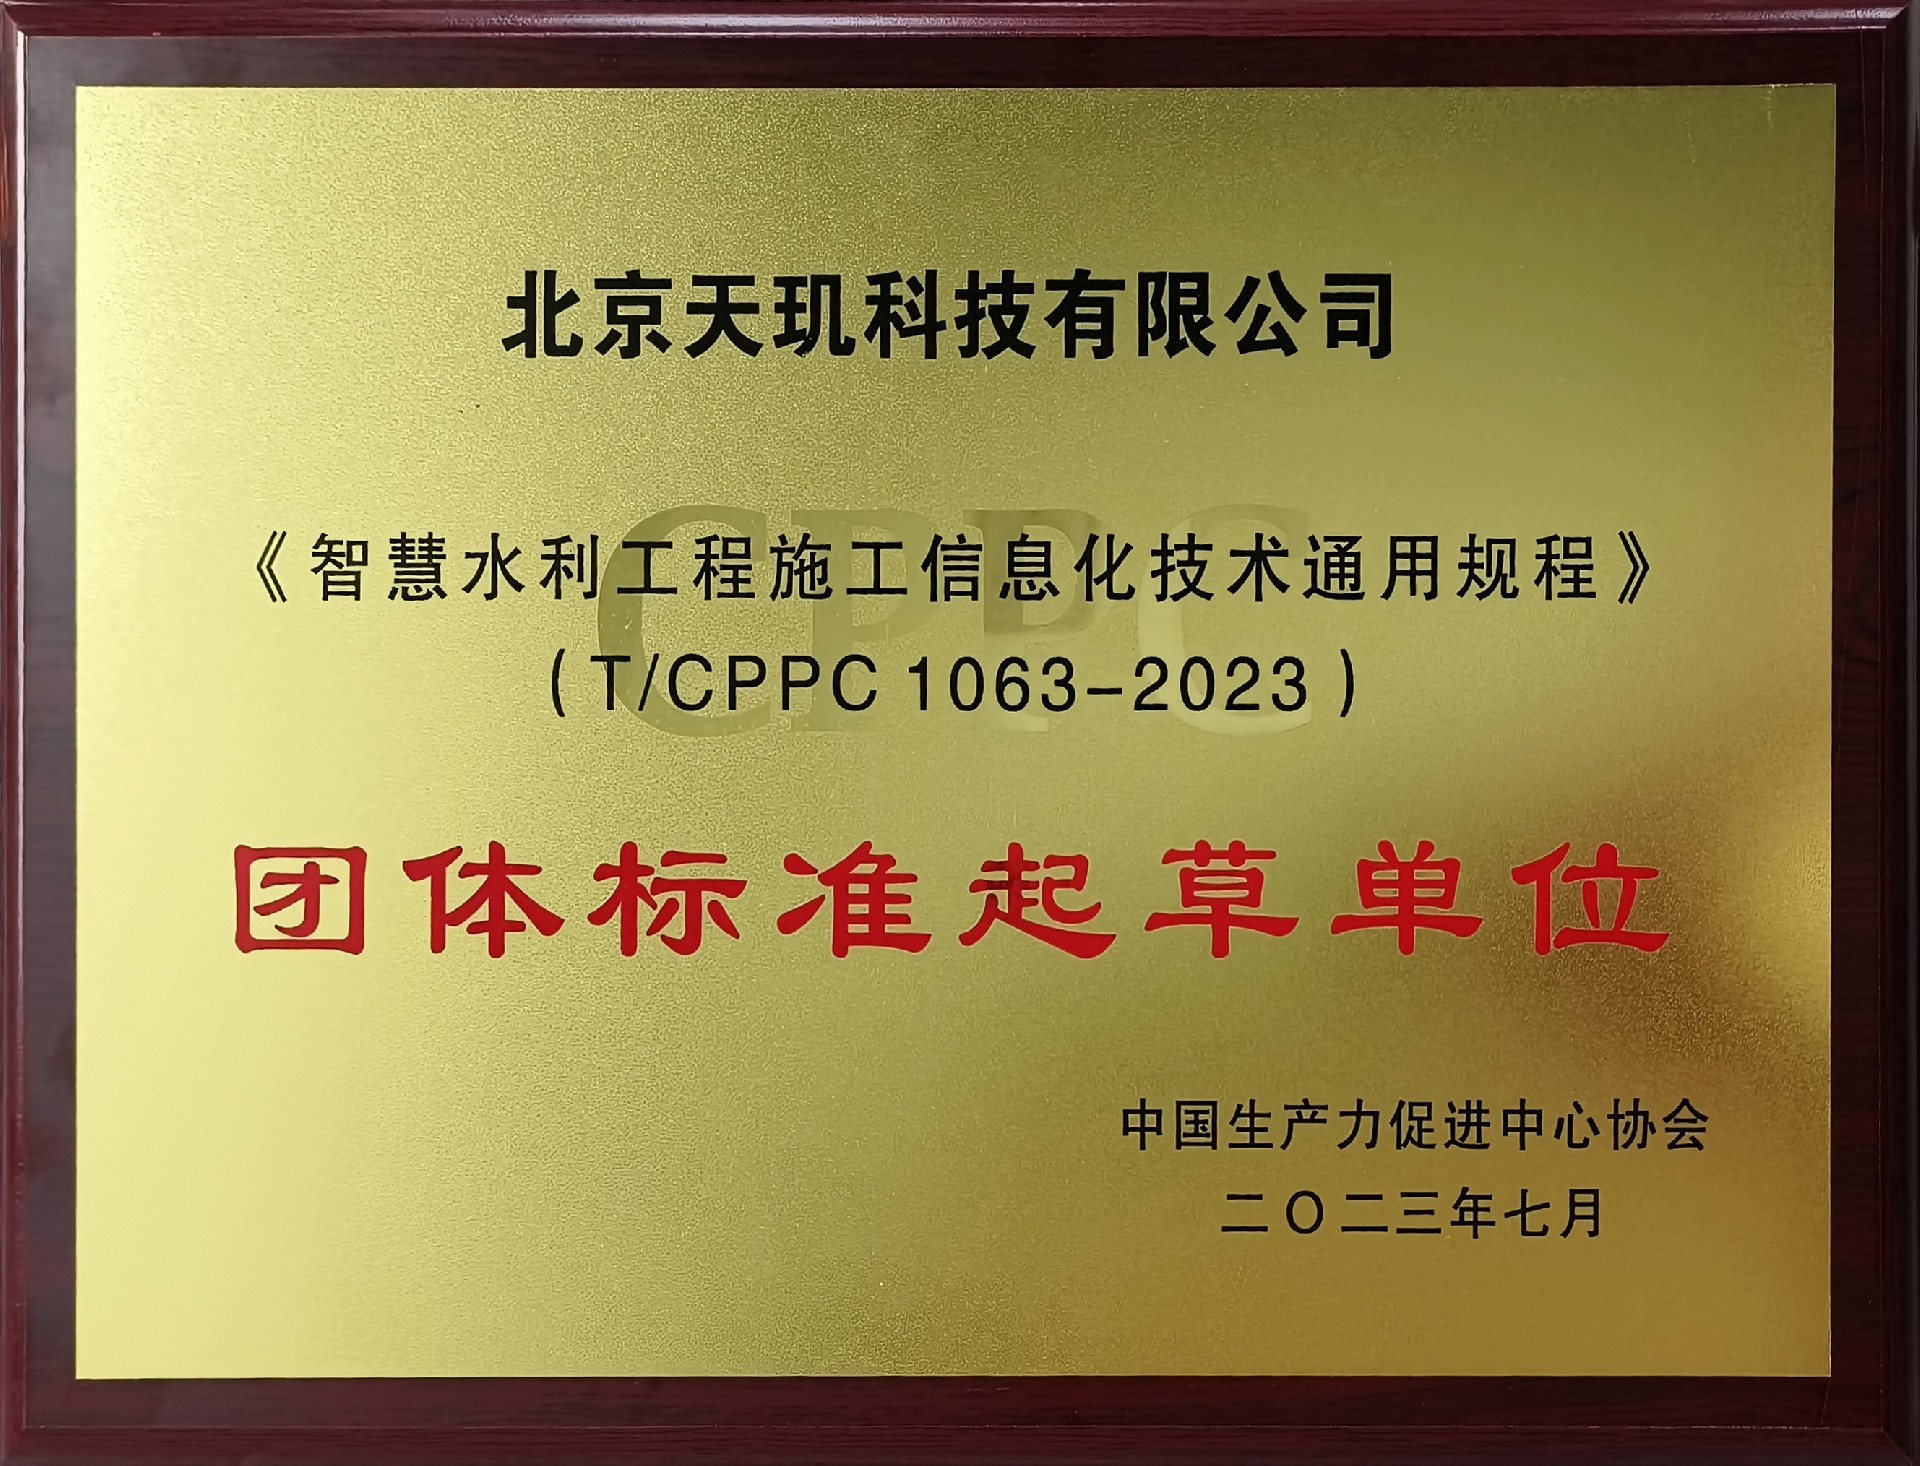 北京天玑科技有限公司
CPPC
《智慧水利工程施工信息化技术通用规程》
（T/CPPC 1063-2023）
团体标准起草单位
中国生产力促进中心协会
二〇二三年七月